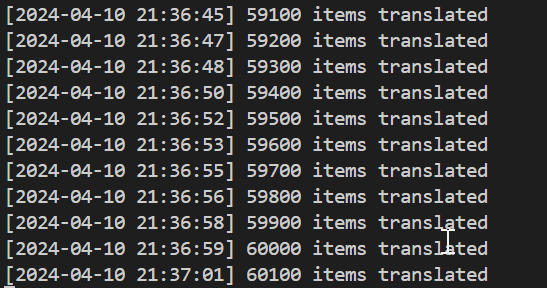 [2024-04-10 21:36:45] 59100 items translated
[2024-04-10 21:36:47] 59200 items translated
[2024-04-10 21:36:48] 59300 items translated
[2024-04-10 21:36:50] 59400 items translated
[2024-04-10 21:36:52] 59500 items translated
[2024-04-10 21:36:53] 59600 items translated
[2024-04-10 21:36:55] 59700 items translated
[2024-04-10 21:36:56] 59800 items translated
[2024-04-10 21:36:58] 59900 items translated
[2024-04-10 21:36:59] 60000 items translated
[2024-04-10 21:37:01] 60100 items translated